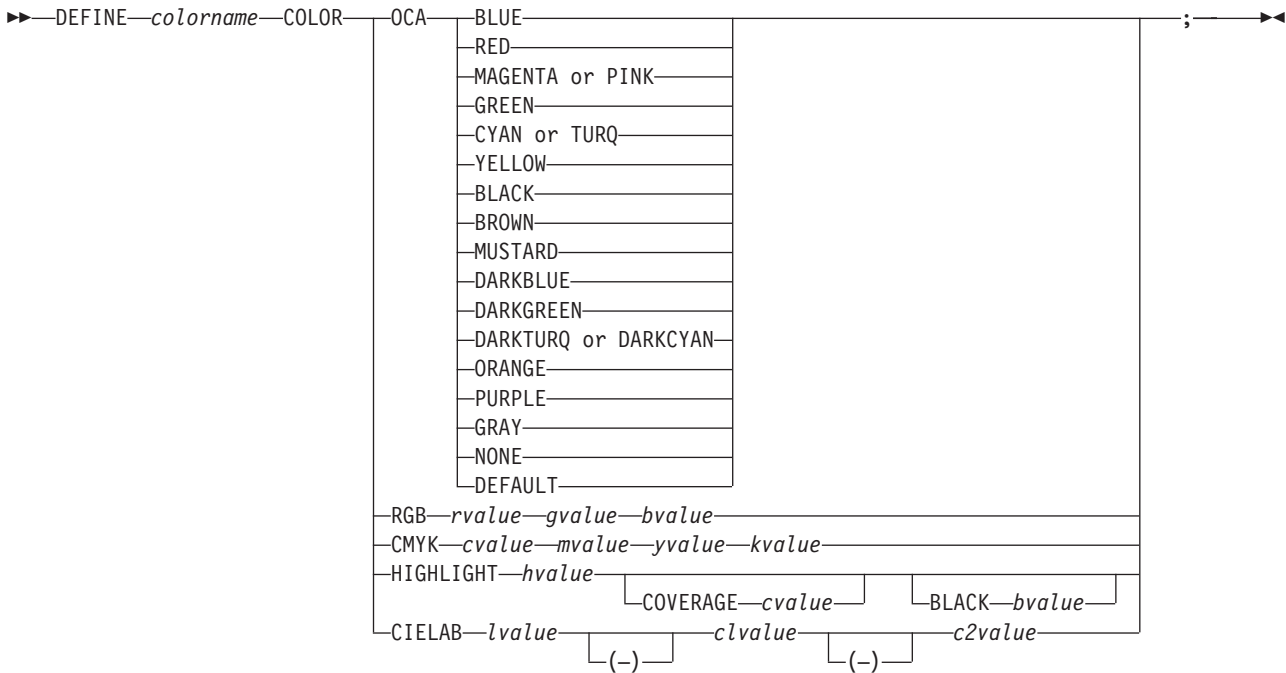 DEFINE colorname COLOR OCA BLUE ;
RED
MAGENTA or PINK
GREEN
CYAN or TURQ
YELLOW
BLACK
BROWN
MUSTARD
DARKBLUE
DARKGREEN
DARKTURQ or DARKCYAN
ORANGE
PURPLE
GRAY
NONE
DEFAULT
RGB rvalue gvalue bvalue
CMYK cvalue mvalue yvalue kvalue
HIGHLIGHT hvalue
COVERAGE cvalue BLACK bvalue
CIELAB lvalue clvalue c2value
(–) (–)